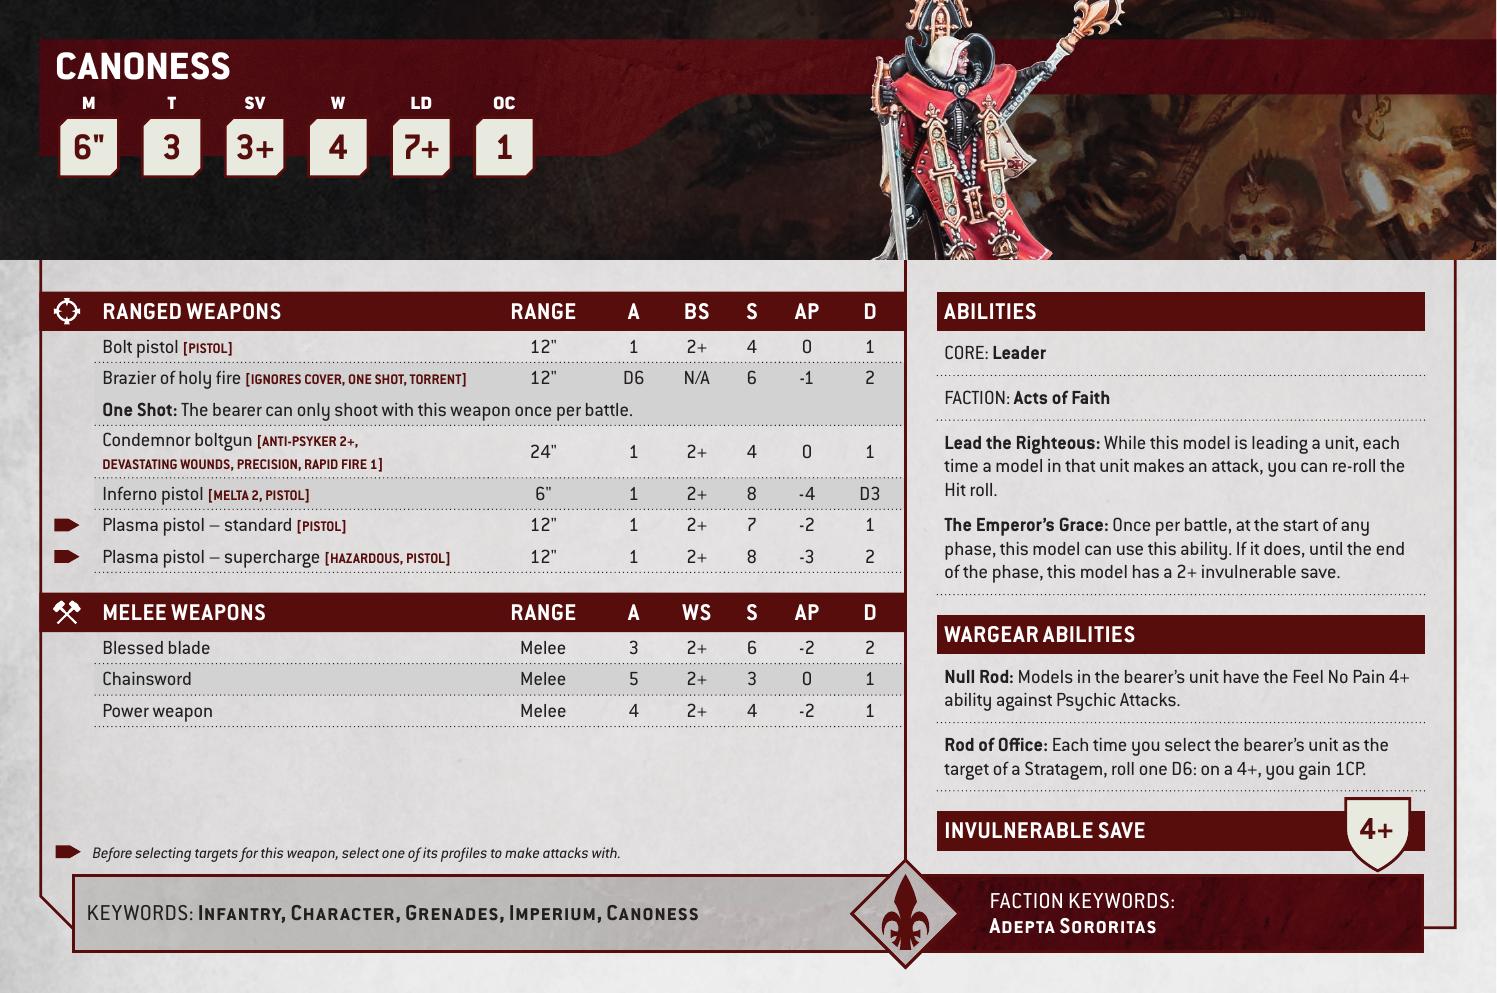 CANONESS
M T SV W LD OC
6" 3 3+ 4 7+ 1
RANGED WEAPONS RANGE A BS S AP D
Bolt pistol [PISTOL] 12" 1 2+ 4 0 1
Brazier of holy fire [IGNORES COVER, ONE SHOT, TORRENT] 12" D6 N/A 6 -1 2
One Shot: The bearer can only shoot with this weapon once per battle.
Condemnor boltgun [ANTI-PSYKER 2+,
DEVASTATING WOUNDS, PRECISION, RAPID FIRE 1] 24" 1 2+ 4 0 1
Inferno pistol [MELTA 2, PISTOL] 6" 1 2+ 8 -4 D3
Plasma pistol – standard [PISTOL] 12" 1 2+ 7 -2 1
Plasma pistol – supercharge [HAZARDOUS, PISTOL] 12" 1 2+ 8 -3 2
MELEE WEAPONS RANGE A WS S AP D
Blessed blade Melee 3 2+ 6 -2 2
Chainsword Melee 5 2+ 3 0 1
Power weapon Melee 4 2+ 4 -2 1
Before selecting targets for this weapon, select one of its profiles to make attacks with.
ABILITIES
CORE: Leader
FACTION: Acts of Faith
Lead the Righteous: While this model is leading a unit, each
time a model in that unit makes an attack, you can re-roll the
Hit roll.
The Emperor’s Grace: Once per battle, at the start of any
phase, this model can use this ability. If it does, until the end
of the phase, this model has a 2+ invulnerable save.
WARGEAR ABILITIES
Null Rod: Models in the bearer’s unit have the Feel No Pain 4+
ability against Psychic Attacks.
Rod of Office: Each time you select the bearer’s unit as the
target of a Stratagem, roll one D6: on a 4+, you gain 1CP.
INVULNERABLE SAVE 4+
KEYWORDS: INFANTRY, CHARACTER, GRENADES, IMPERIUM, CANONESS
FACTION KEYWORDS:
ADEPTA SORORITAS